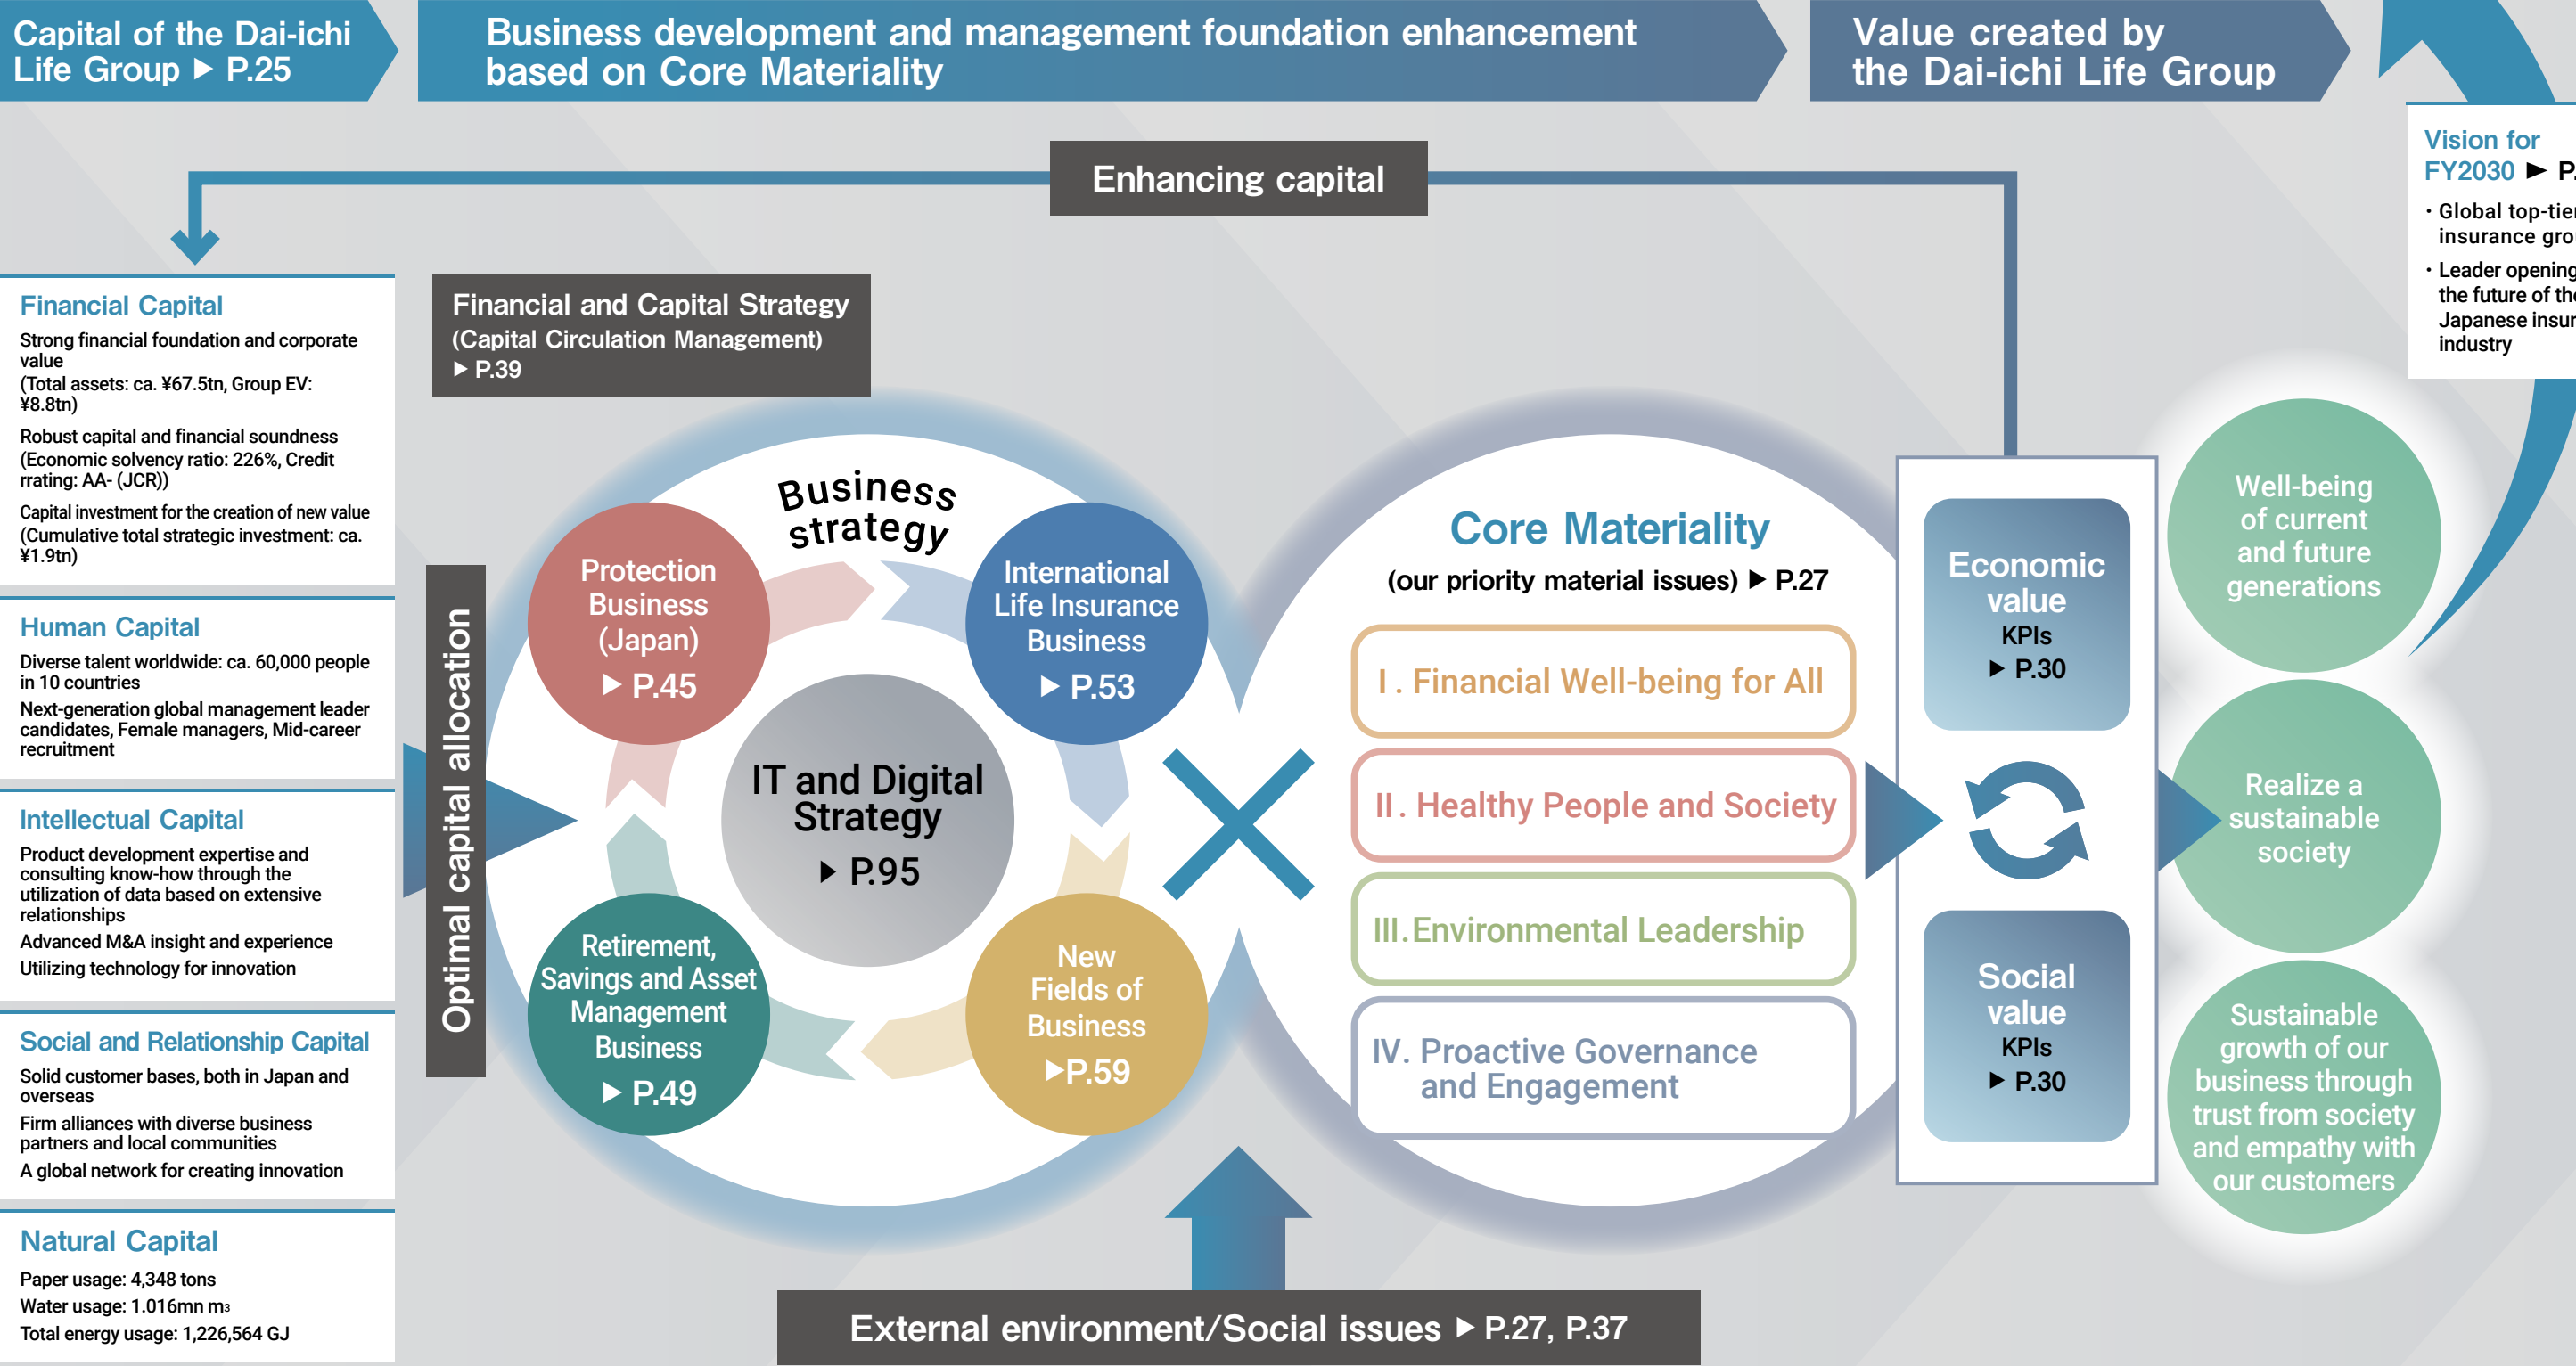 Capital of the Dai-ichi
Life Group ▶ P.25
Business development and management foundation enhancement
based on Core Materiality
Value created by
the Dai-ichi Life Group
Enhancing capital
Vision for
FY2030 ▶ P.
・Global top-tier
insurance gro
・Leader opening
the future of the
Japanese insur
industry
Financial Capital
Strong financial foundation and corporate
value
(Total assets: ca. ¥67.5tn, Group EV:
¥8.8tn)
Robust capital and financial soundness
(Economic solvency ratio: 226%, Credit
rrating: AA- (JCR))
Capital investment for the creation of new value
(Cumulative total strategic investment: ca.
¥1.9tn)
Human Capital
Diverse talent worldwide: ca. 60,000 people
in 10 countries
Next-generation global management leader
candidates, Female managers, Mid-career
recruitment
Intellectual Capital
Product development expertise and
consulting know-how through the
utilization of data based on extensive
relationships
Advanced M&A insight and experience
Utilizing technology for innovation
Social and Relationship Capital
Solid customer bases, both in Japan and
overseas
Firm alliances with diverse business
partners and local communities
A global network for creating innovation
Natural Capital
Paper usage: 4,348 tons
Water usage: 1.016mn m3
Total energy usage: 1,226,564 GJ
Financial and Capital Strategy
(Capital Circulation Management)
▶ P.39
Optimal capital allocation
Business
strategy
Protection
Business
(Japan)
▶ P.45
International
Life Insurance
Business
▶ P.53
IT and Digital
Strategy
▶ P.95
Retirement,
Savings and Asset
Management
Business
▶ P.49
New
Fields of
Business
▶P.59
Core Materiality
(our priority material issues) ▶ P.27
I . Financial Well-being for All
II . Healthy People and Society
III. Environmental Leadership
IV. Proactive Governance
and Engagement
Economic
value
KPIs
▶ P.30
Social
value
KPIs
▶ P.30
Well-being
of current
and future
generations
Realize a
sustainable
society
Sustainable
growth of our
business through
trust from society
and empathy with
our customers
External environment/Social issues ▶ P.27, P.37